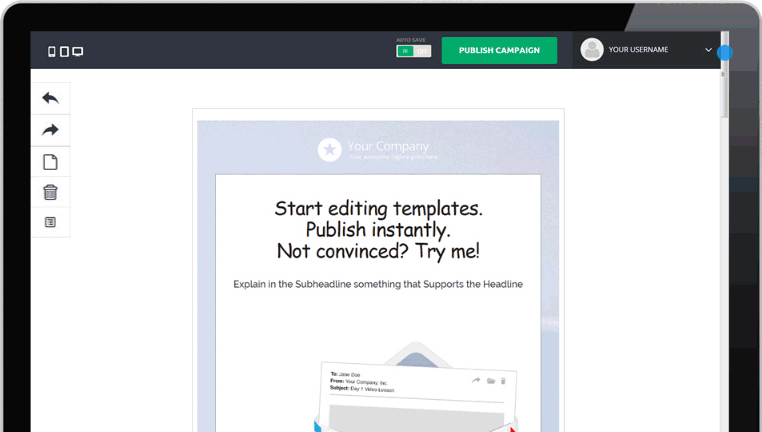 AUTO SAVE
PUBLISH CAMPAIGN
YOUR USERNAME
Your Company
Your awesome tagline goes here
Start editing templates.
Publish instantly.
Not convinced? Try me!
Explain in the Subheadline something that Supports the Headline
To: Jane Doe
From: Your Company, Inc.
Subject: Day 1 Video Lesson